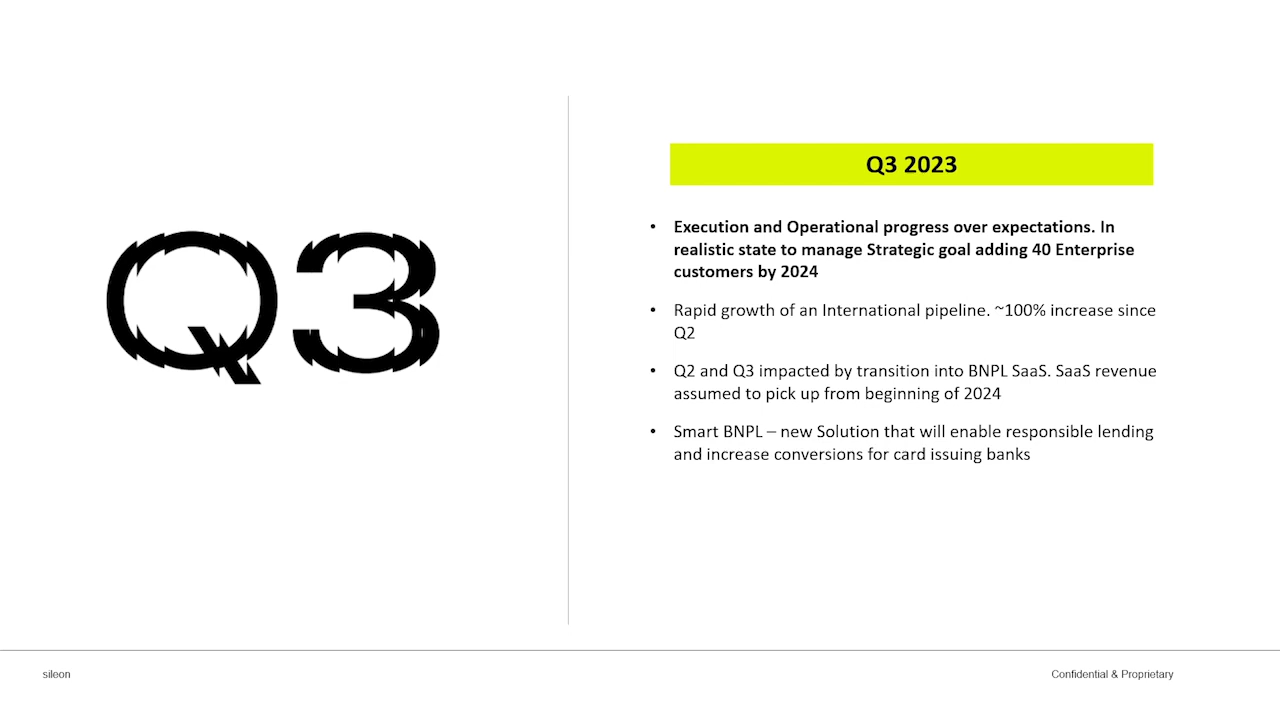 Q3
Q3 2023
• Execution and Operational progress over expectations. In
realistic state to manage Strategic goal adding 40 Enterprise
customers by 2024
• Rapid growth of an International pipeline. ~100% increase since
Q2
• Q2 and Q3 impacted by transition into BNPL SaaS. SaaS revenue
assumed to pick up from beginning of 2024
• Smart BNPL – new Solution that will enable responsible lending
and increase conversions for card issuing banks
sileon
Confidential & Proprietary